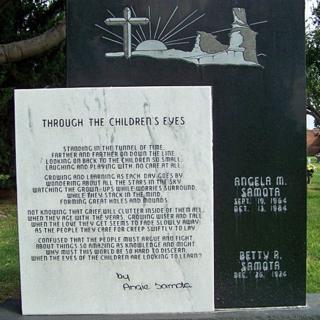 THROUGH THE CHILDREN'S EYES
STANDING IN THE TUNNEL OF TIME,
FARTHER AND FARTHER ON DOWN THE LINE.
LOOKING ON BACK TO THE CHILDREN SO SMALL
LAUGHING AND PLAYING WITH NO CARE AT ALL.
GROWING AND LEARNING AS EACH DAY GOES BY
WONDERING ABOUT ALL THE STARS IN THE SKY.
WATCHING THE GROWN-UPS WHILE WORRIES SURROUND,
WHILE THEY STACK IN THE MIND,
FORMING GREAT HOLES AND MOUNDS.
NOT KNOWING THAT GRIEF WILL CLUTTER INSIDE OF THEM ALL,
WHEN THEY AGE WITH THE YEARS GROWING WISER AND TALL
WHEN THE LOVE THEY GET SEEMS TO FADE SLOWLY AWAY;
AS THE PEOPLE THEY CARE FOR CREEP SWIFTLY TO LAY
CONFUSED THAT THE PEOPLE MUST ARGUE AND FIGHT
ABOUT THINGS SO AMAZING AS KNOWLEDGE AND MIGHT
WHY MUST THIS WORLD BE SO HARD TO DISCERN,
WHEN THE EYES OF THE CHILDREN ARE LOOKING TO LEARN?
by
Angie Samota
ANGELA M.
SAMOTA
SEPT. 19, 1964
OCT. 13, 1984
BETTY R.
SAMOTA
DEC. 26, 1926